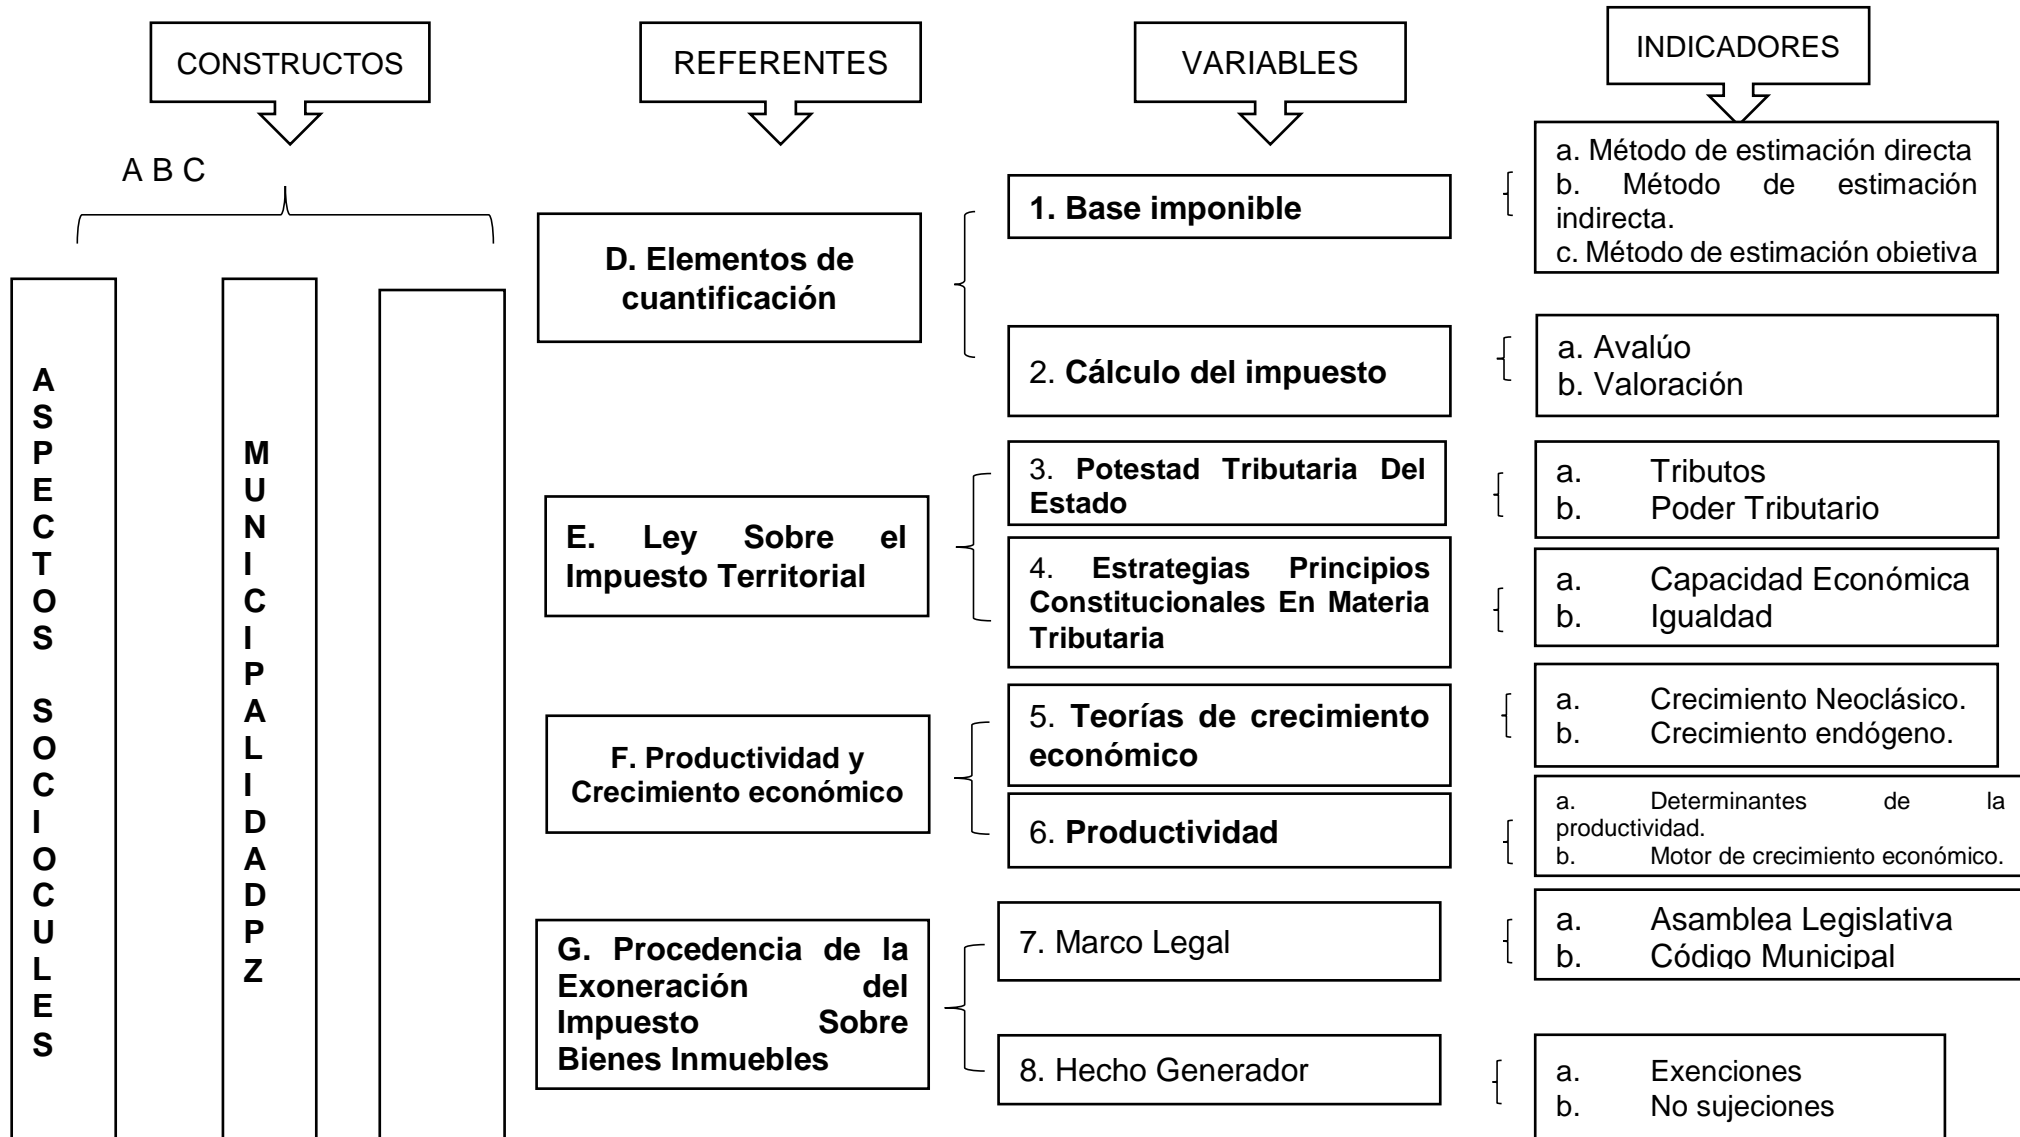 CONSTRUCTOS
REFERENTES
VARIABLES
INDICADORES
A B C
ASPECTOS SOCIOCULES
MUNICIPALIDADPZ
D. Elementos de
cuantificación
1. Base imponible
a. Método de estimación directa
b. Método de estimación
indirecta.
c. Método de estimación objetiva
2. Cálculo del impuesto
a. Avalúo
b. Valoración
E. Ley Sobre el
Impuesto Territorial
3. Potestad Tributaria Del
Estado
a. Tributos
b. Poder Tributario
4. Estrategias Principios
Constitucionales En Materia
Tributaria
a. Capacidad Económica
b. Igualdad
F. Productividad y
Crecimiento económico
5. Teorías de crecimiento
económico
a. Crecimiento Neoclásico.
b. Crecimiento endógeno.
6. Productividad
a. Determinantes de la
productividad.
b. Motor de crecimiento económico.
G. Procedencia de la
Exoneración del
Impuesto Sobre
Bienes Inmuebles
7. Marco Legal
a. Asamblea Legislativa
b. Código Municipal
8. Hecho Generador
a. Exenciones
b. No sujeciones